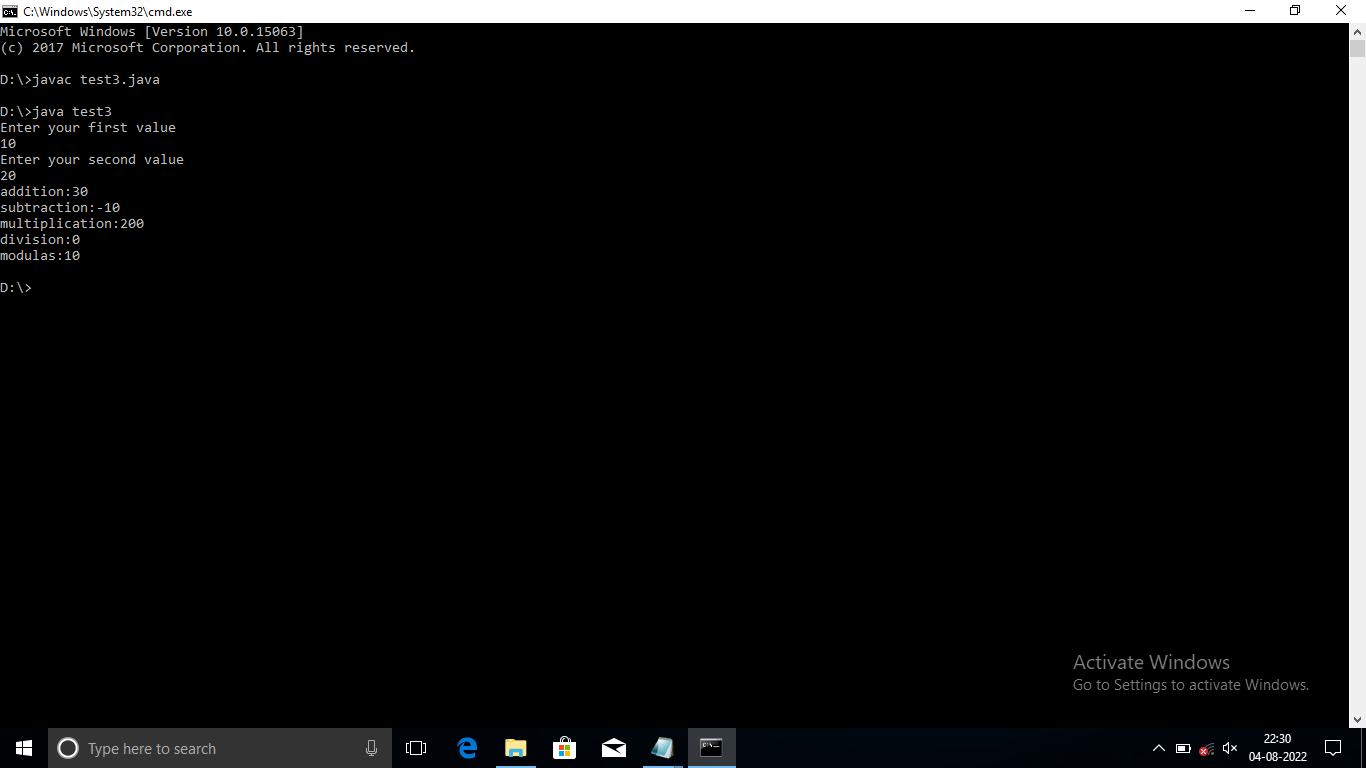 C:\Windows\System32\cmd.exe
Microsoft Windows [Version 10.0.15063]
(c) 2017 Microsoft Corporation. All rights reserved.
D:\>javac test3.java
D:\>java test3
Enter your first value
10
Enter your second value
20
addition:30
subtraction:-10
multiplication:200
division:0
modulas:10
D:\>
Activate Windows
Go to Settings to activate Windows.
Type here to search
22:30
04-08-2022